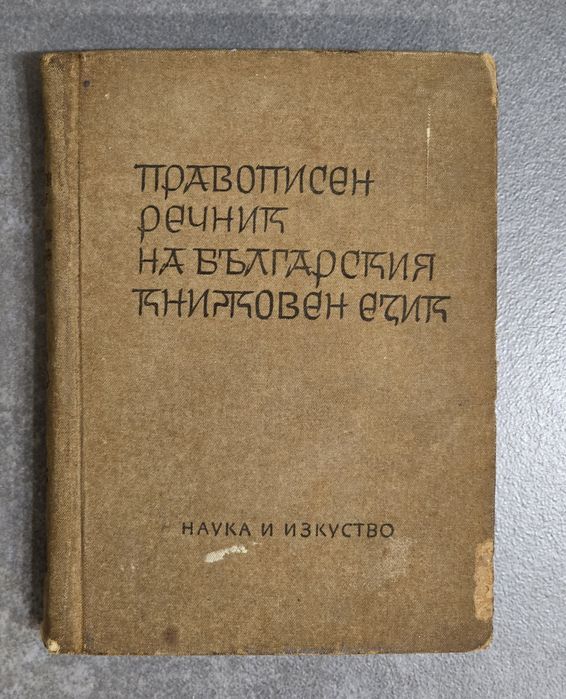 ПРАВОПИСЕН
РЕЧНИК
НА БЪЛГАРСКИЯ
КНИЖОВЕН ЕЗИК
НАУКА И ИЗКУСТВО